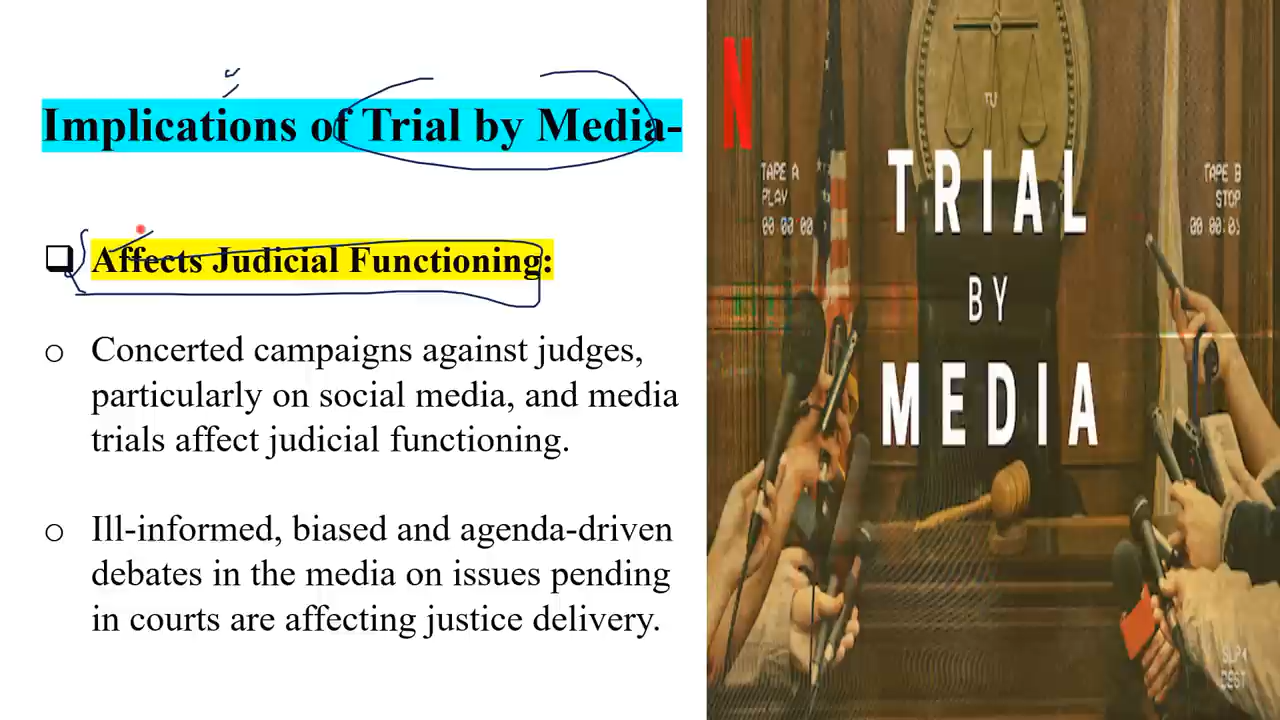 Implications of Trial by Media-
❑ Affects Judicial Functioning:
o Concerted campaigns against judges,
particularly on social media, and media
trials affect judicial functioning.
o Ill-informed, biased and agenda-driven
debates in the media on issues pending
in courts are affecting justice delivery.
N
TAPE A
PLAY
TAPE B
STOP
TRIAL
BY
MEDIA